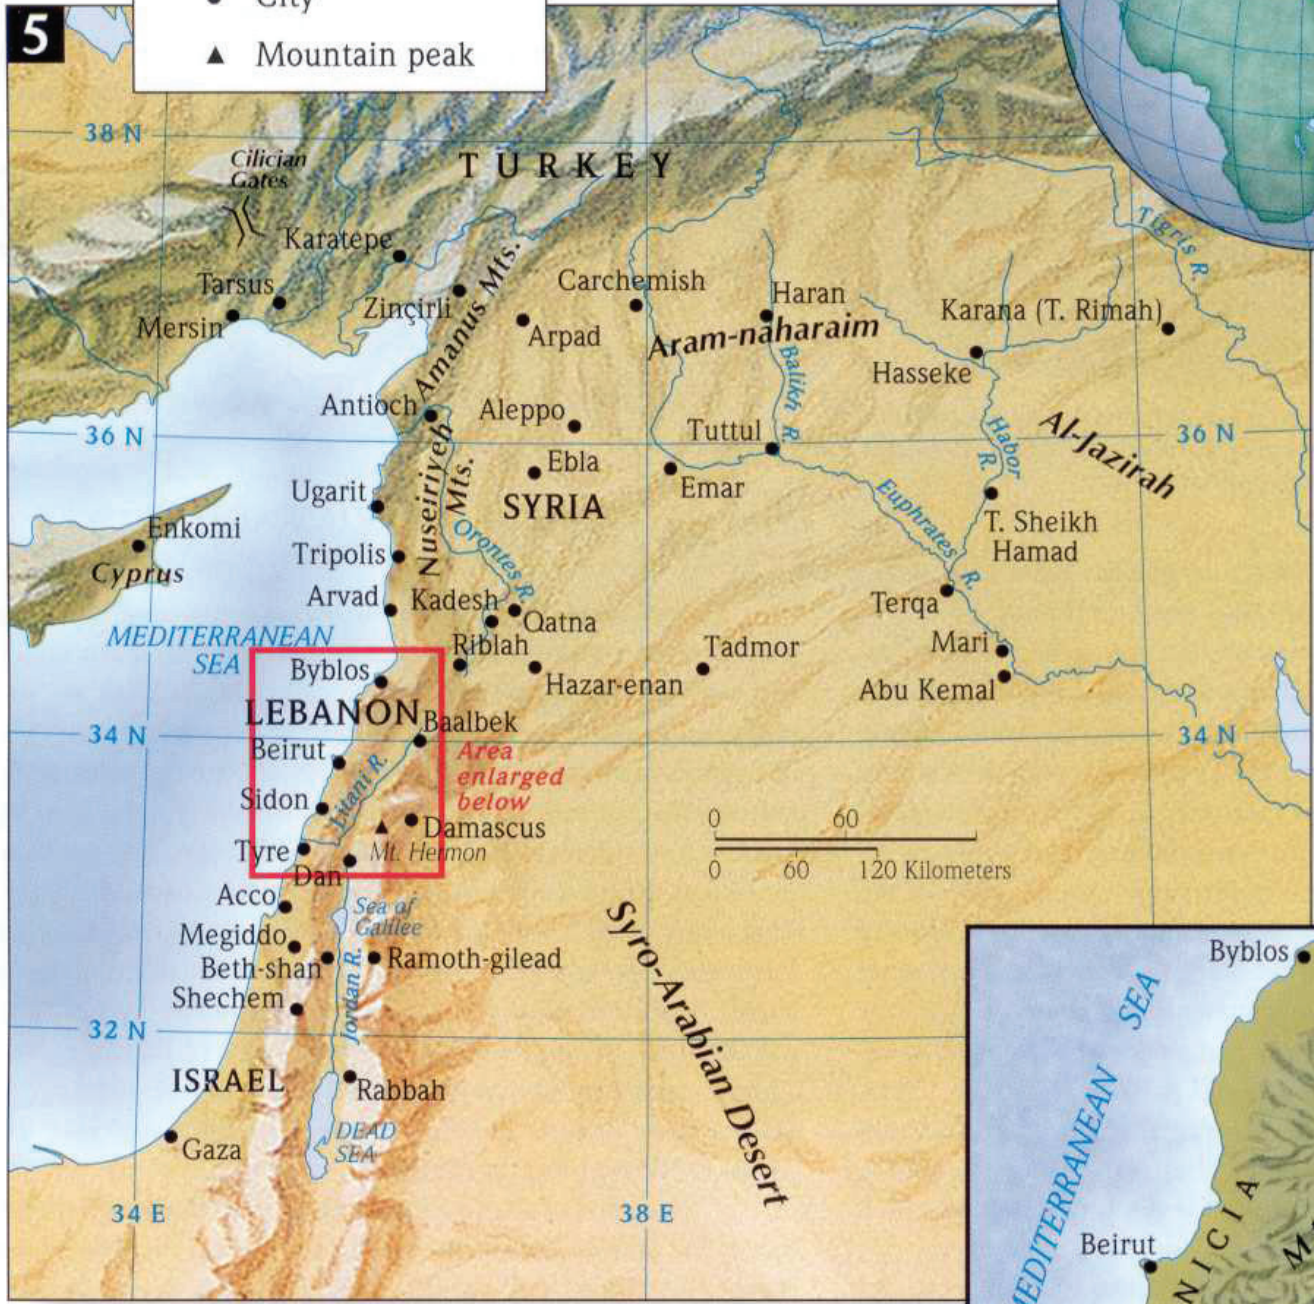 5
City
▲ Mountain peak
38 N
Cilician
Gates
TURKEY
Tigris R.
Karatepe
Amanus Mts.
Tarsus
Zinçirli
Carchemish
Haran
Mersin
Arpad
Aram-naharaim
Karana (T. Rimah)
Balikh R.
Hasseke
Antioch
Aleppo
Tuttul
36 N
Habor
R.
Al-Jazirah
36 N
Nuseiriyeh
Mts.
Ebla
Emar
Ugarit
SYRIA
Euphrates
R.
T. Sheikh
Hamad
Enkomi
Orontes R.
Tripolis
Cyprus
Arvad
Kadesh
Qatna
Terqa
MEDITERRANEAN
SEA
Riblah
Tadmor
Mari
Byblos
Hazar-enan
Abu Kemal
LEBANON
Baalbek
34 N
34 N
Beirut
Area
enlarged
below
Litani R.
Sidon
Damascus
0 60
0 60 120 Kilometers
Tyre
Mt. Hermon
Dan
Acco
Sea of
Galilee
Megiddo
Beth-shan
Ramoth-gilead
Syro-Arabian Desert
Shechem
Jordan R.
32 N
ISRAEL
Rabbah
Gaza
DEAD
SEA
34 E
38 E
Byblos
MEDITERRANEAN SEA
Beirut
NICIA
M